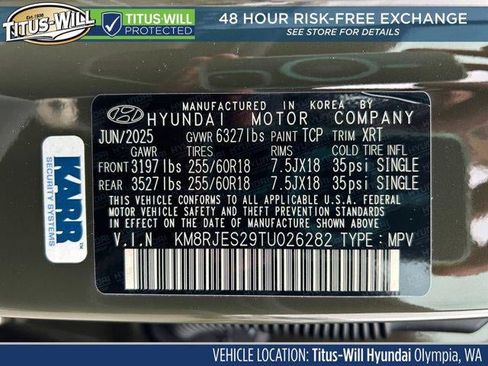 EST. 1938
TITUS-WILL
TITUS-WILL PROTECTED
48 HOUR RISK-FREE EXCHANGE
SEE STORE FOR DETAILS
MANUFACTURED IN KOREA BY
HYUNDAI MOTOR COMPANY
JUN/2025 GVWR 6327lbs PAINT TCP TRIM XRT
GAWR TIRES RIMS COLD TIRE INFL
FRONT 3197lbs 255/60R18 7.5JX18 35psi SINGLE
REAR 3527lbs 255/60R18 7.5JX18 35psi SINGLE
THIS VEHICLE CONFORMS TO ALL APPLICABLE U.S.A. FEDERAL
MOTOR VEHICLE SAFETY, BUMPER, AND THEFT PREVENTION
STANDARDS IN EFFECT ON THE DATE OF MANUFACTURE
SHOWN ABOVE.
V.I.N KM8RJES29TU026282 TYPE : MPV
KARR
SECURITY SYSTEMS
VEHICLE LOCATION: Titus-Will Hyundai Olympia, WA